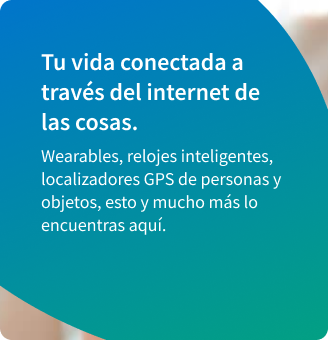 Tu vida conectada a
través del internet de
las cosas.
Wearables, relojes inteligentes,
localizadores GPS de personas y
objetos, esto y mucho más lo
encuentras aquí.